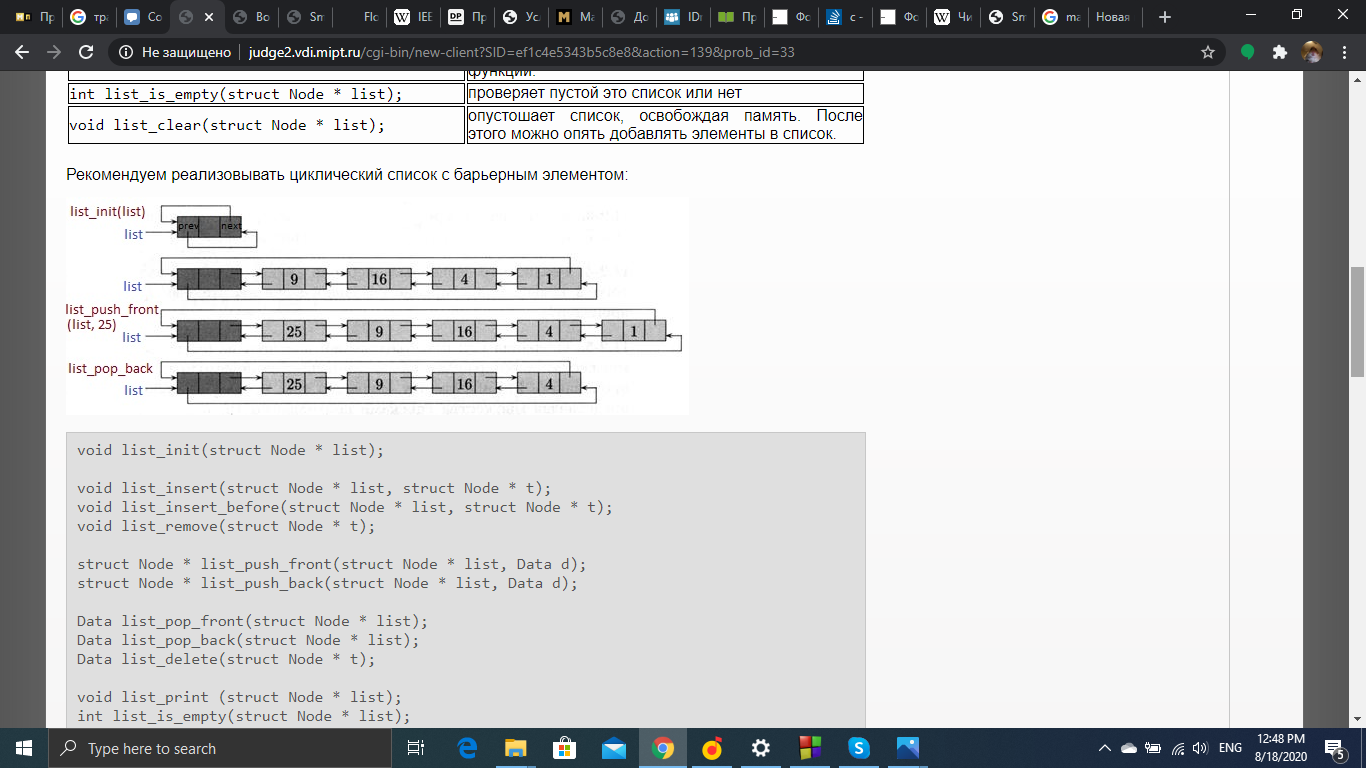 Пр
тра
Co
Bo
Sm
Flo
IEE
Пр
Ус
Ма
До
IDI
Пр
Фо
c -
Фо
Чи
Sm
ma
Новая
Не защищено
judge2.vdi.mipt.ru/cgi-bin/new-client?SID=ef1c4e5343b5c8e8&action=139&prob_id=33
функции.
int list_is_empty(struct Node * list);
проверяет пустой это список или нет
void list_clear(struct Node * list);
опустошает список, освобождая память. После
этого можно опять добавлять элементы в список.
Рекомендуем реализовывать циклический список с барьерным элементом:
list_init(list)
prev next
list
9 16 4 1
list
list_push_front
(list, 25)
25 9 16 4 1
list
list_pop_back
25 9 16 4
list
void list_init(struct Node * list);
void list_insert(struct Node * list, struct Node * t);
void list_insert_before(struct Node * list, struct Node * t);
void list_remove(struct Node * t);
struct Node * list_push_front(struct Node * list, Data d);
struct Node * list_push_back(struct Node * list, Data d);
Data list_pop_front(struct Node * list);
Data list_pop_back(struct Node * list);
Data list_delete(struct Node * t);
void list_print (struct Node * list);
int list_is_empty(struct Node * list);
Type here to search
ENG
12:48 PM
8/18/2020
5